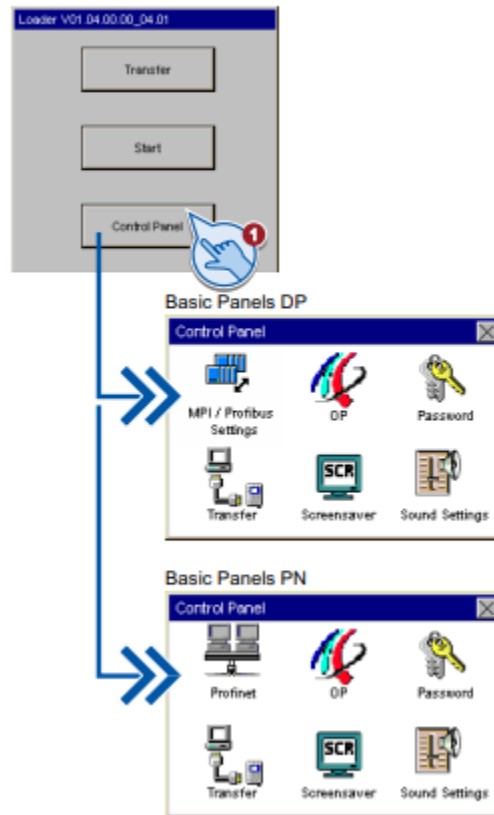 Loader V01.04.00.00_04.01
Transfer
Start
Control Panel
1
Basic Panels DP
Control Panel
MPI / Profibus
Settings
OP
Password
Transfer
SCR
Screensaver
Sound Settings
Basic Panels PN
Control Panel
Profinet
OP
Password
Transfer
SCR
Screensaver
Sound Settings